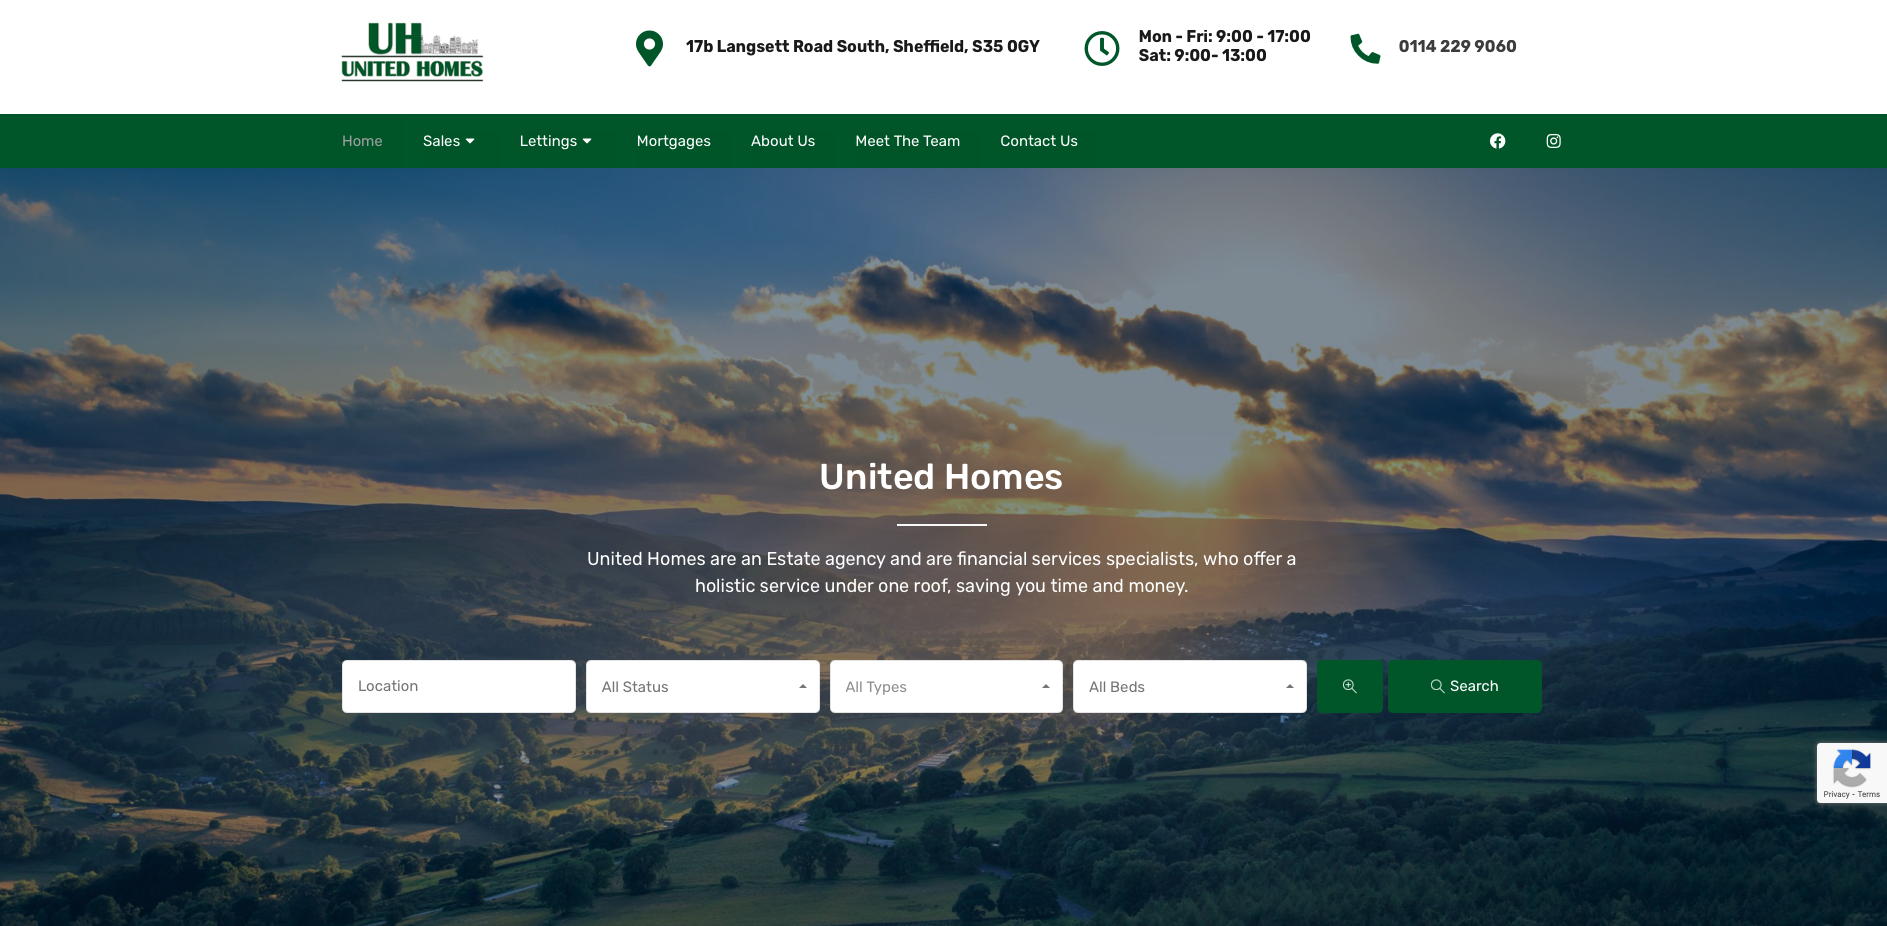 UH
UNITED HOMES
17b Langsett Road South, Sheffield, S35 0GY
Mon - Fri: 9:00 - 17:00
Sat: 9:00- 13:00
0114 229 9060
Home
Sales
Lettings
Mortgages
About Us
Meet The Team
Contact Us
United Homes
United Homes are an Estate agency and are financial services specialists, who offer a
holistic service under one roof, saving you time and money.
Location
All Status
All Types
All Beds
Search
Privacy - Terms